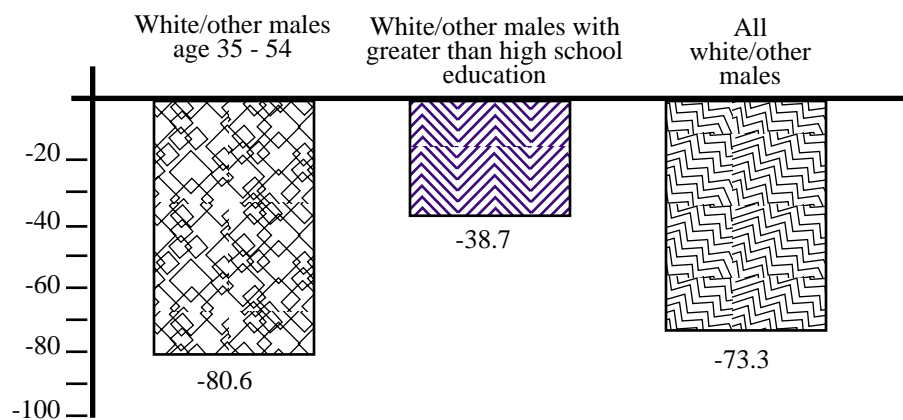 White/other males
age 35 - 54
White/other males with
greater than high school
education
All
white/other
males
-20
-40
-60
-80
-100
-80.6
-38.7
-73.3